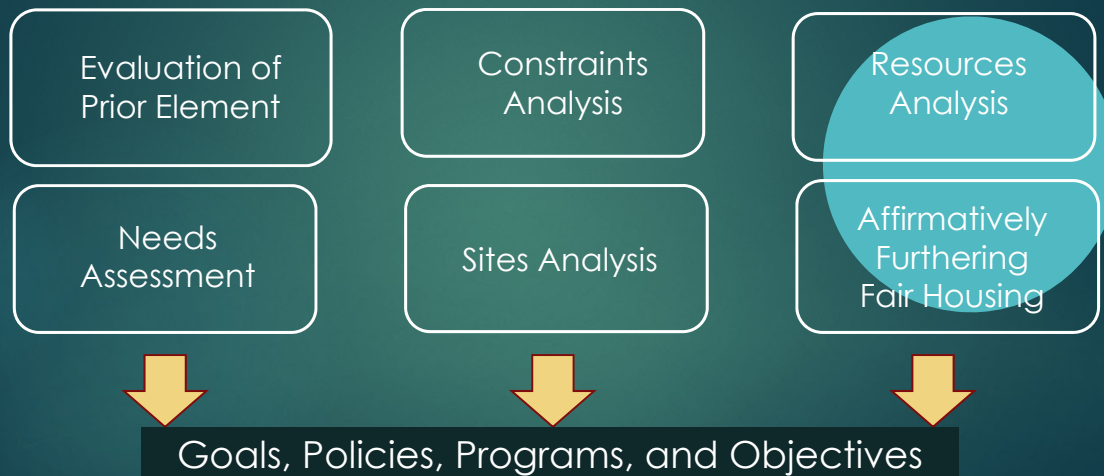 Evaluation of
Prior Element
Constraints
Analysis
Resources
Analysis
Needs
Assessment
Sites Analysis
Affirmatively
Furthering
Fair Housing
Goals, Policies, Programs, and Objectives